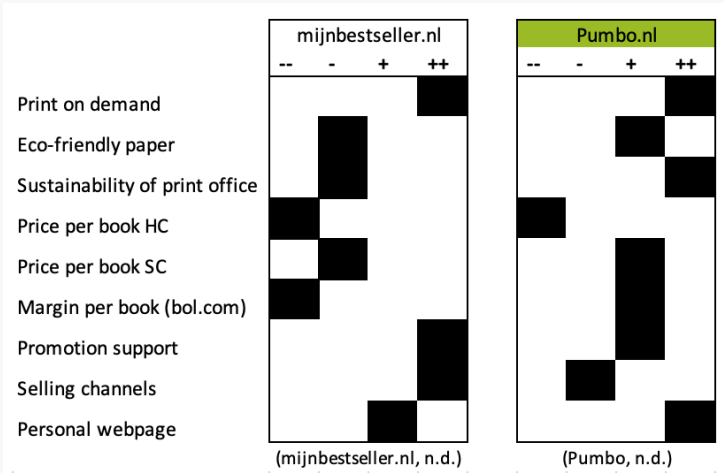 mijnbestseller.nl Pumbo.nl
-- - + ++ -- - + ++
Print on demand
Eco-friendly paper
Sustainability of print office
Price per book HC
Price per book SC
Margin per book (bol.com)
Promotion support
Selling channels
Personal webpage
(mijnbestseller.nl, n.d.) (Pumbo, n.d.)